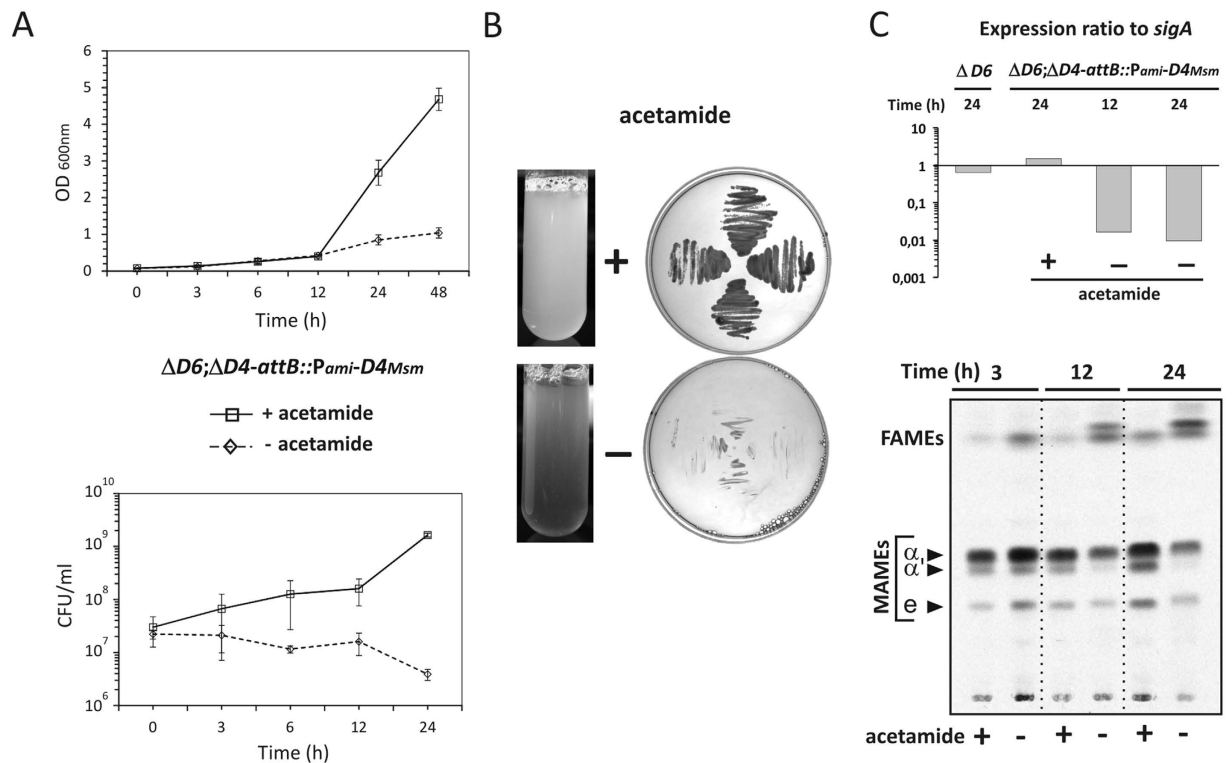 A
6
5
4
3
2
1
0
OD 600nm
0 3 6 12 24 48
Time (h)
ΔD6;ΔD4-attB::Pami-D4Msm
+ acetamide
- acetamide
10^10
10^9
10^8
10^7
10^6
CFU/ml
0 3 6 12 24
Time (h)
B
acetamide
+
−
C
Expression ratio to sigA
ΔD6 ΔD6;ΔD4-attB::Pami-D4Msm
Time (h) 24 24 12 24
10
1
0,1
0,01
0,001
+ − −
acetamide
Time (h) 3 12 24
FAMEs
MAMEs
α
α'
e
acetamide + - + - + -